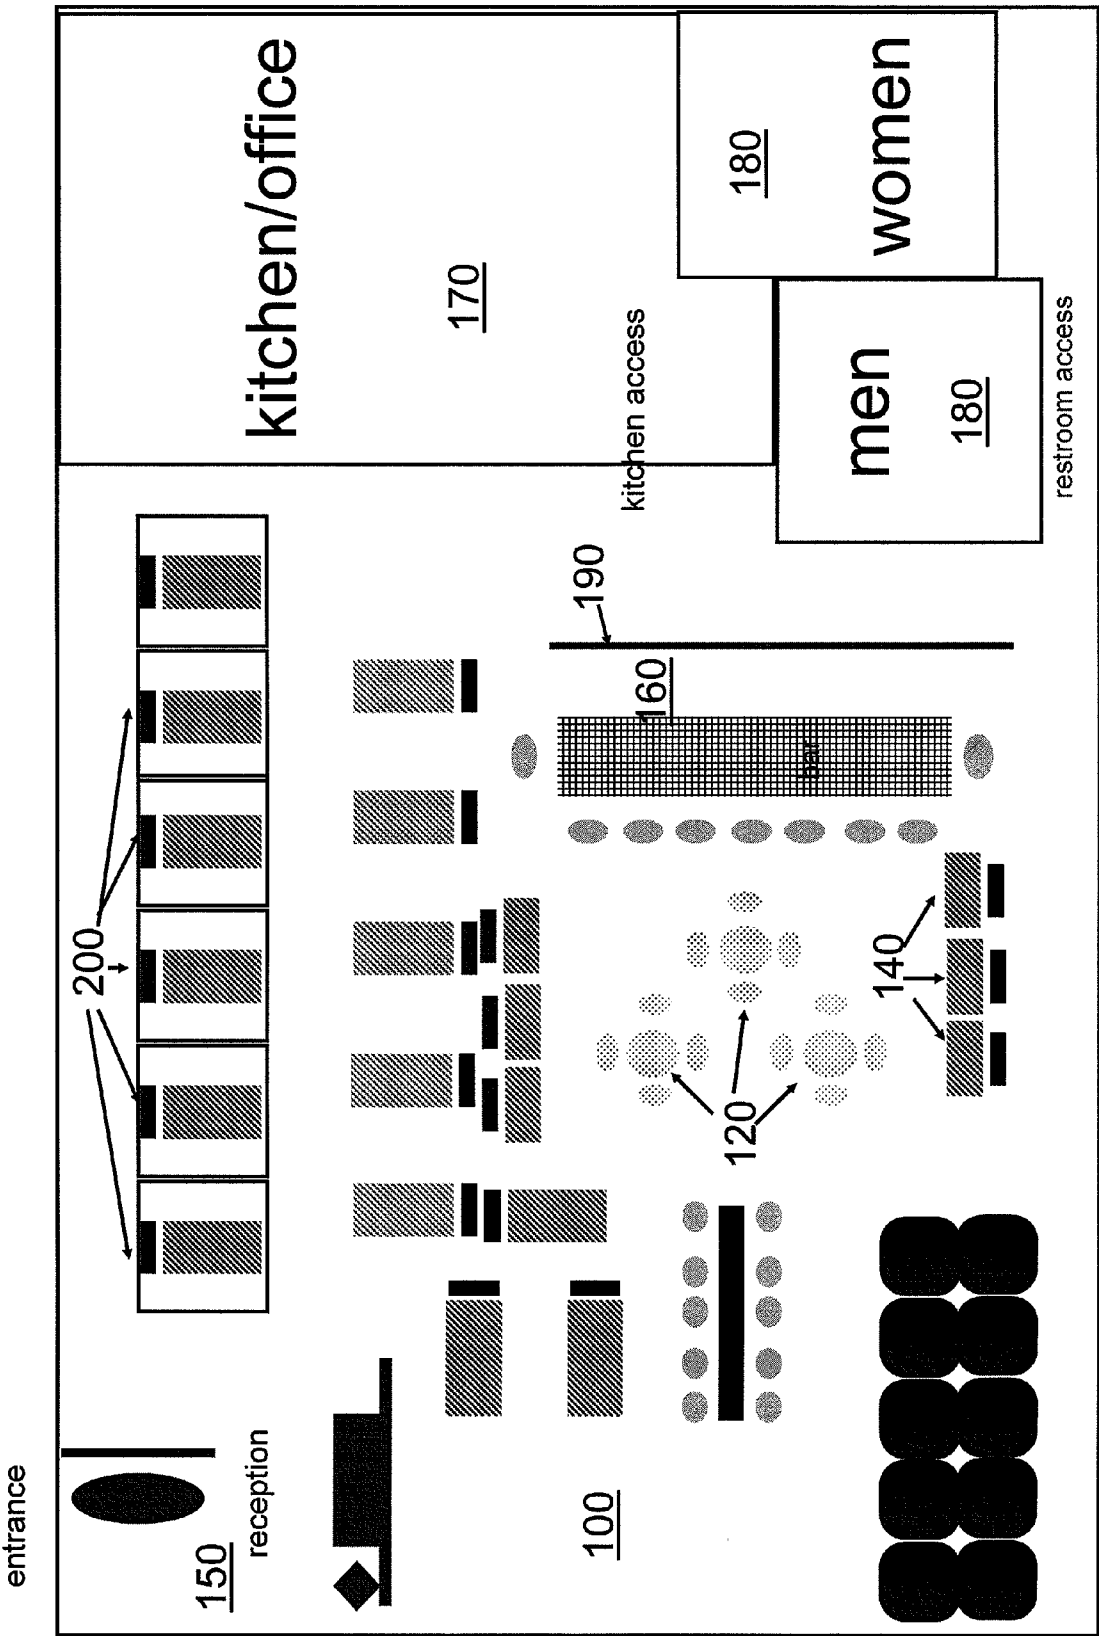 entrance
150
reception
200
kitchen/office
170
kitchen access
women
180
men
180
restroom access
190
160
bar
140
120
100